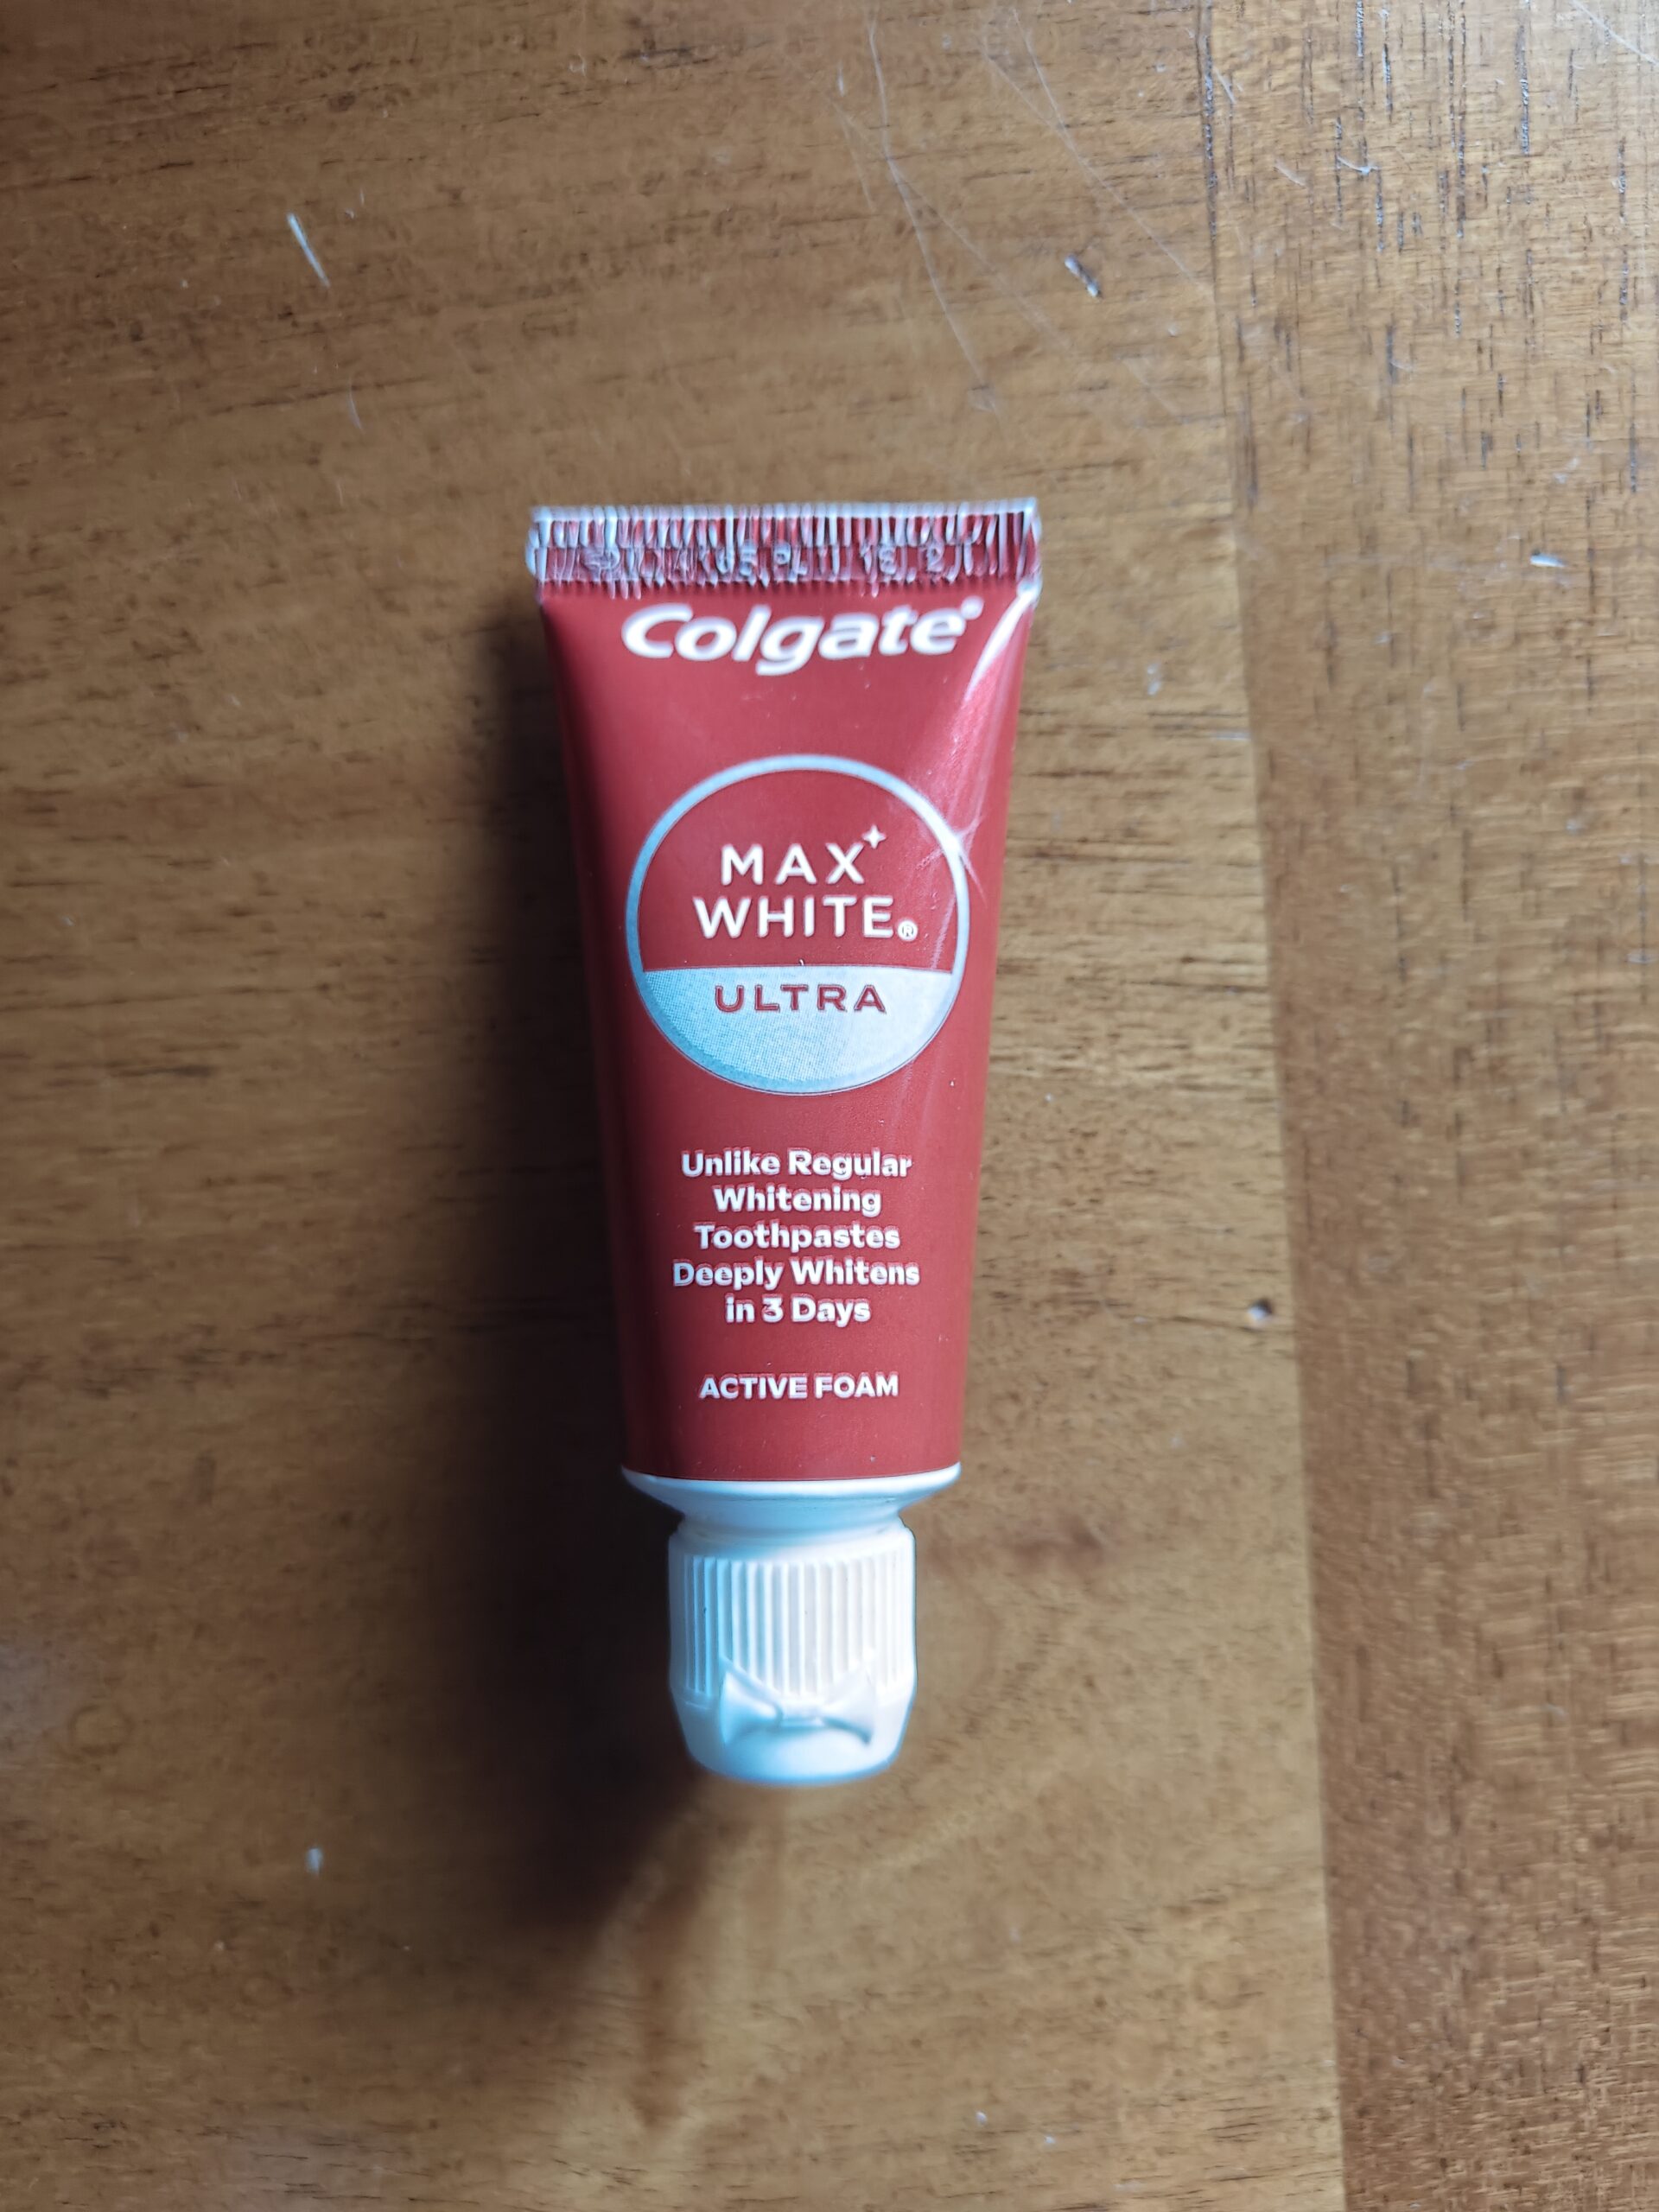 Colgate®
MAX
WHITE®
ULTRA
Unlike Regular
Whitening
Toothpastes
Deeply Whitens
in 3 Days
ACTIVE FOAM